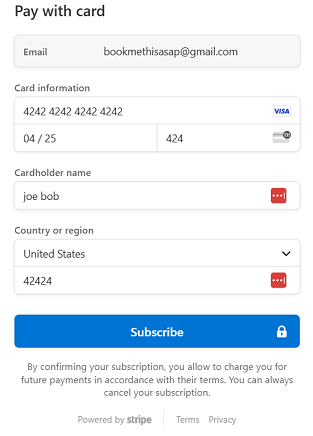 Pay with card
Email bookmethisasap@gmail.com
Card information
4242 4242 4242 4242 VISA
04 / 25 424
Cardholder name
joe bob
Country or region
United States
42424
Subscribe
By confirming your subscription, you allow to charge you for
future payments in accordance with their terms. You can always
cancel your subscription.
Powered by stripe Terms Privacy